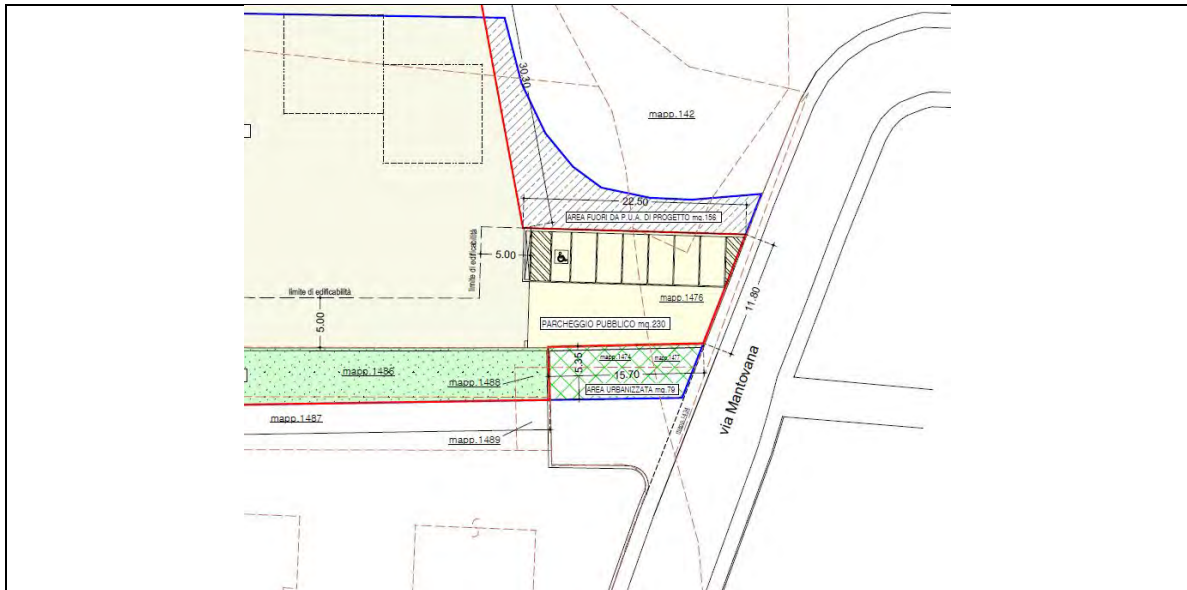 30.30
mapp.142
22.50
AREA FUORI DA P.U.A. DI PROGETTO mq.156
5.00
limite di edificabilità
limite di edificabilità
mapp.1476
11.80
5.00
PARCHEGGIO PUBBLICO mq.230
mapp.1474
mapp.1477
5.35
mapp.1486
mapp.1488
15.70
AREA URBANIZZATA mq.79
via Mantovana
mapp.1487
mapp.1489